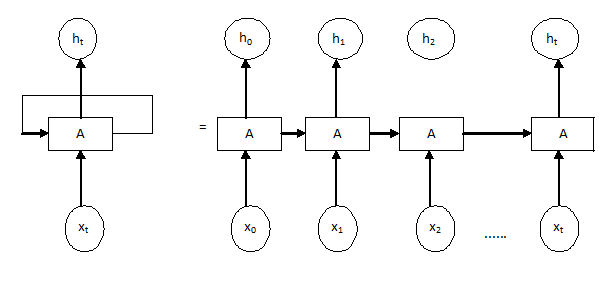 hₜ h₀ h₁ h₂ hₜ
A = A A A A
xₜ x₀ x₁ x₂ ...... xₜ